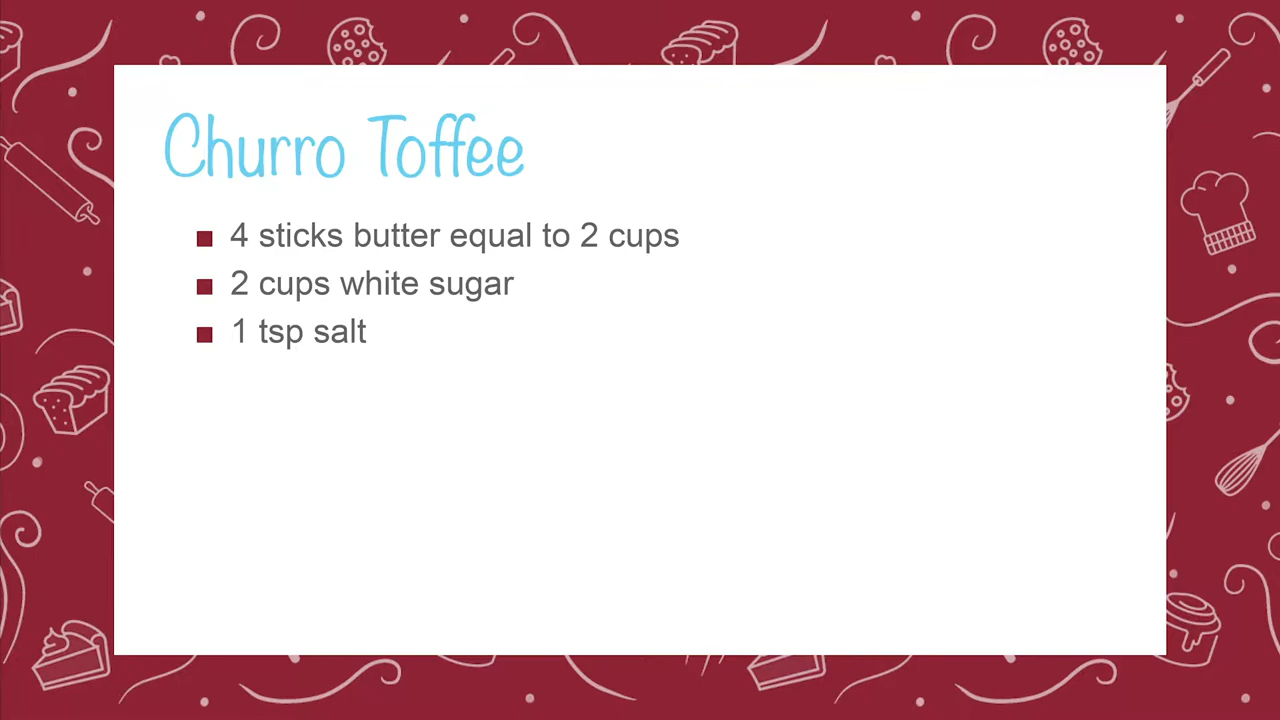 Churro Toffee
4 sticks butter equal to 2 cups
2 cups white sugar
1 tsp salt